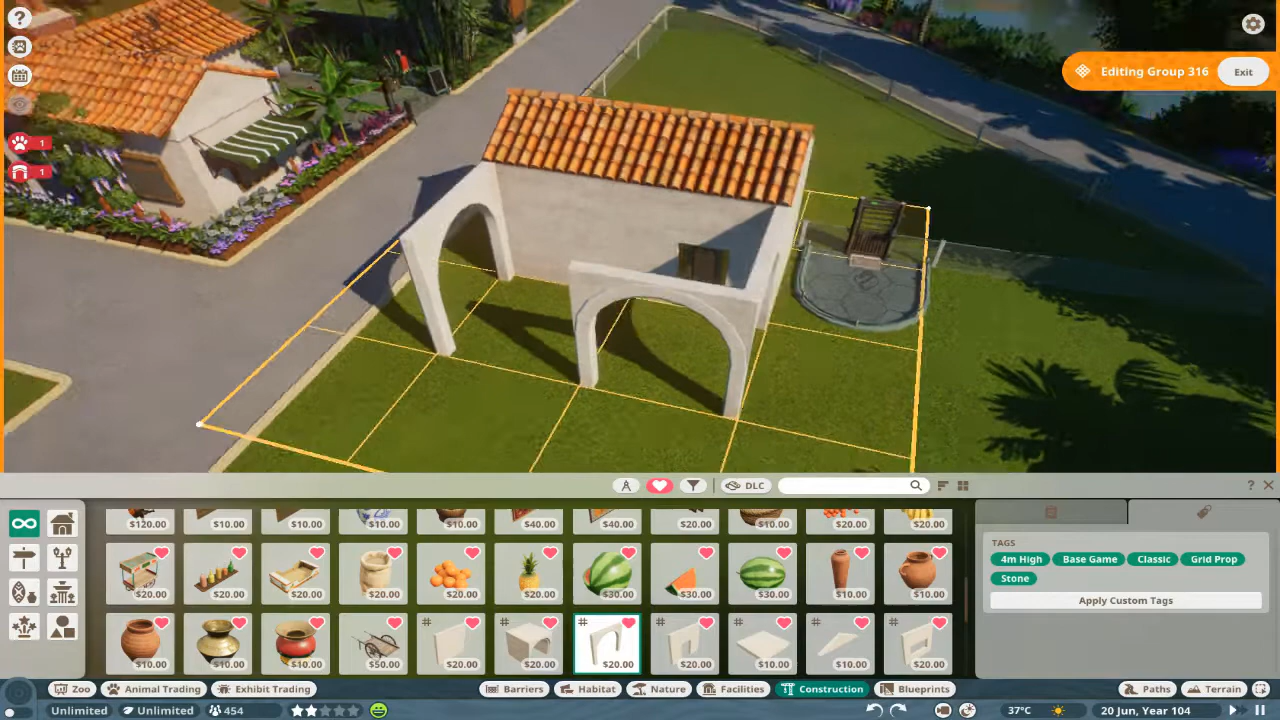 ?
Editing Group 316
Exit
1
1
DLC
?
$120.00 $10.00 $10.00 $10.00 $10.00 $40.00 $40.00 $20.00 $10.00 $20.00 $20.00
$20.00 $20.00 $20.00 $20.00 $20.00 $20.00 $30.00 $30.00 $30.00 $10.00 $10.00
$10.00 $10.00 $10.00 $50.00 # $20.00 # $20.00 # $20.00 # $20.00 # $10.00 # $10.00 # $20.00
TAGS
4m High Base Game Classic Grid Prop
Stone
Apply Custom Tags
Zoo Animal Trading Exhibit Trading Barriers Habitat Nature Facilities Construction Blueprints Paths Terrain
Unlimited Unlimited 454 37°C 20 Jun, Year 104